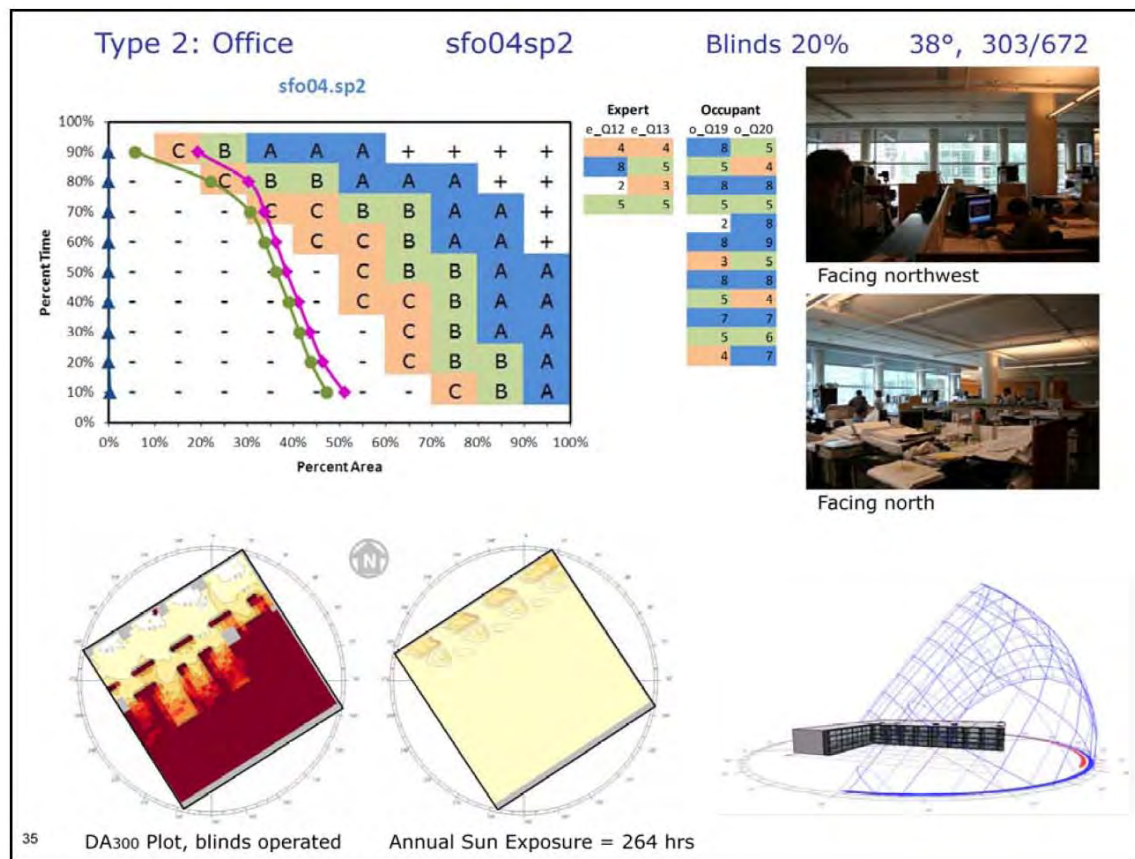 Type 2: Office sfo04sp2 Blinds 20% 38°, 303/672
sfo04.sp2
100%
90% C B A A A + + + +
80% - - C B B A A A + +
70% - - - C C B B A A +
60% - - - - C C B A A +
50% - - - - - C B B A A
40% - - - - - C C B A A
30% - - - - - - C B A A
20% - - - - - - C B B A
10% - - - - - - - C B A
0%
0% 10% 20% 30% 40% 50% 60% 70% 80% 90% 100%
Percent Time
Percent Area
Expert
e_Q12 e_Q13
4 4
8 5
2 3
5 5
Occupant
o_Q19 o_Q20
8 5
5 4
8 8
5 5
2 8
8 9
3 5
8 8
5 4
7 7
5 6
4 7
Facing northwest
Facing north
N
35 DA300 Plot, blinds operated Annual Sun Exposure = 264 hrs